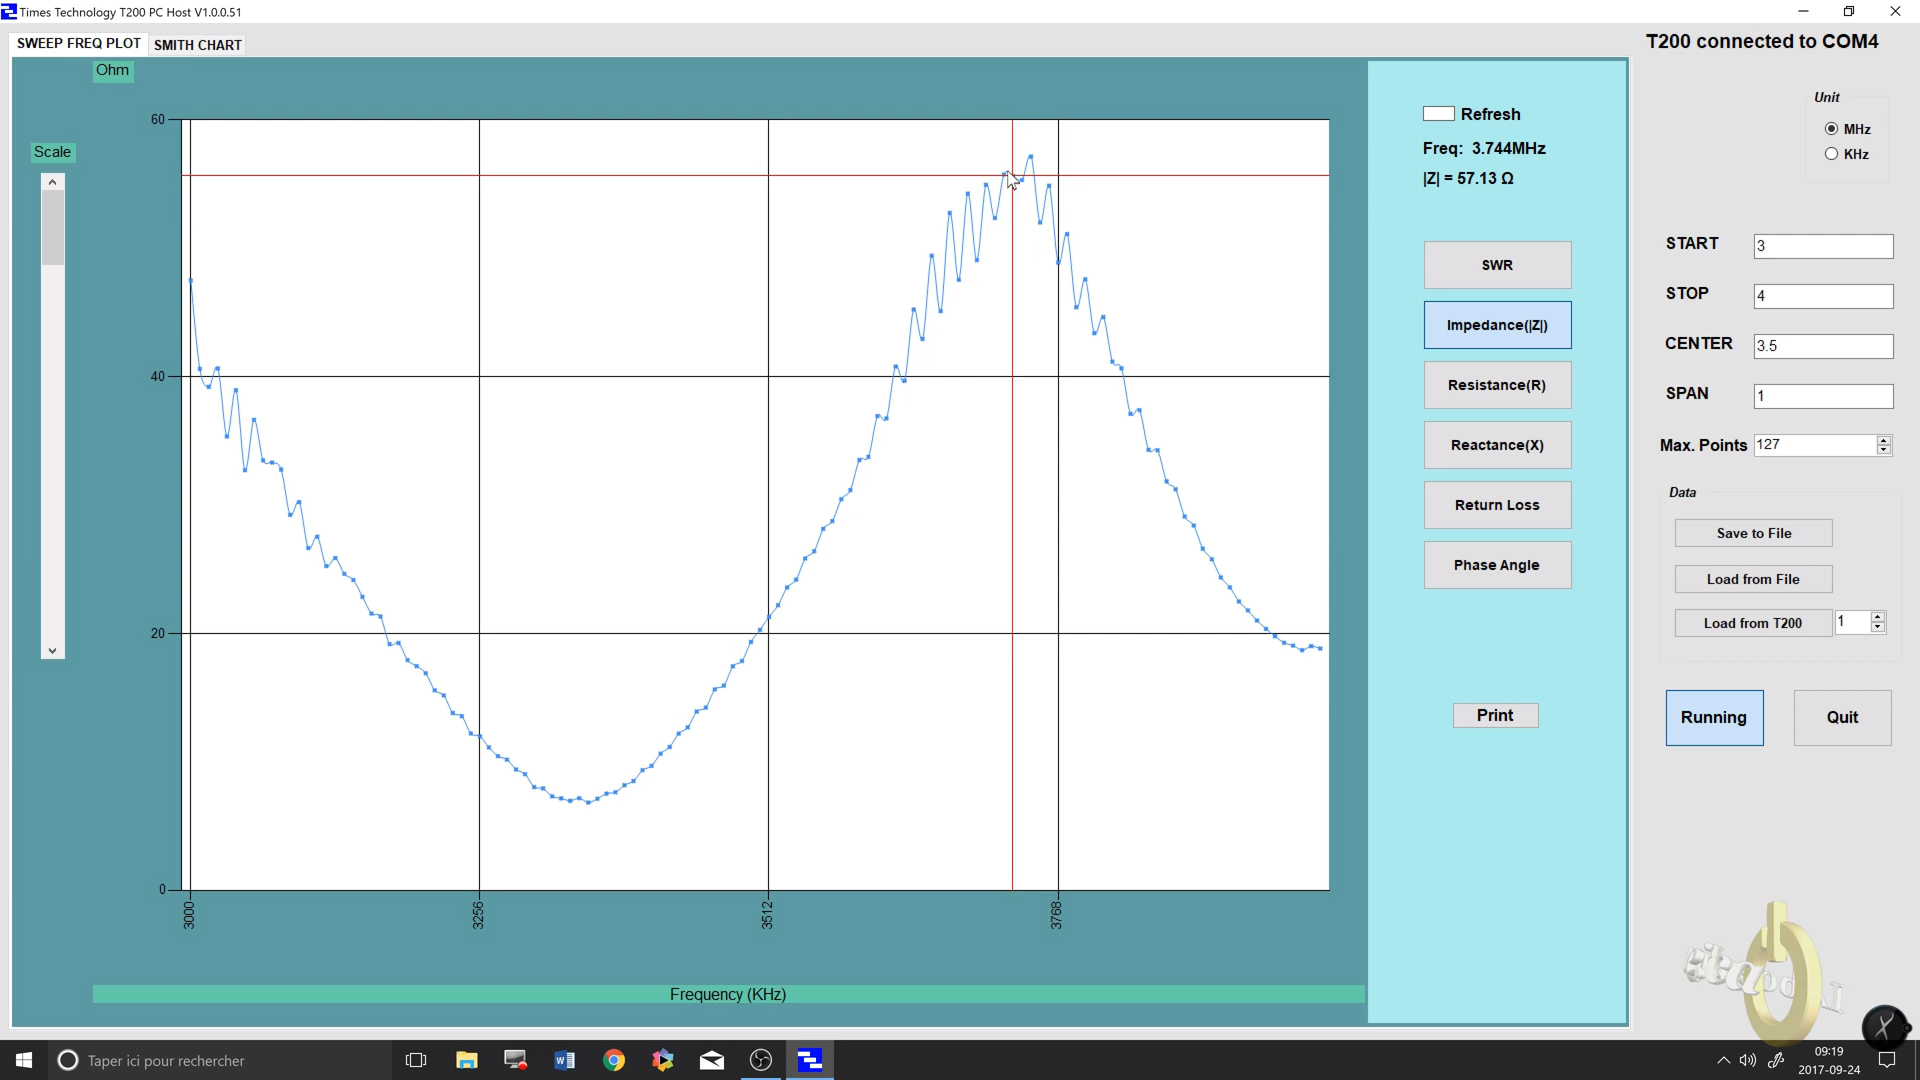 Times Technology T200 PC Host V1.0.0.51
SWEEP FREQ PLOT
SMITH CHART
T200 connected to COM4
Ohm
Scale
60
40
20
0
3000
3256
3512
3768
Frequency (KHz)
Refresh
Freq: 3.744MHz
|Z| = 57.13 Ω
SWR
Impedance(|Z|)
Resistance(R)
Reactance(X)
Return Loss
Phase Angle
Print
Unit
MHz
KHz
START 3
STOP 4
CENTER 3.5
SPAN 1
Max. Points 127
Data
Save to File
Load from File
Load from T200 1
Running
Quit
Taper ici pour rechercher
09:19
2017-09-24